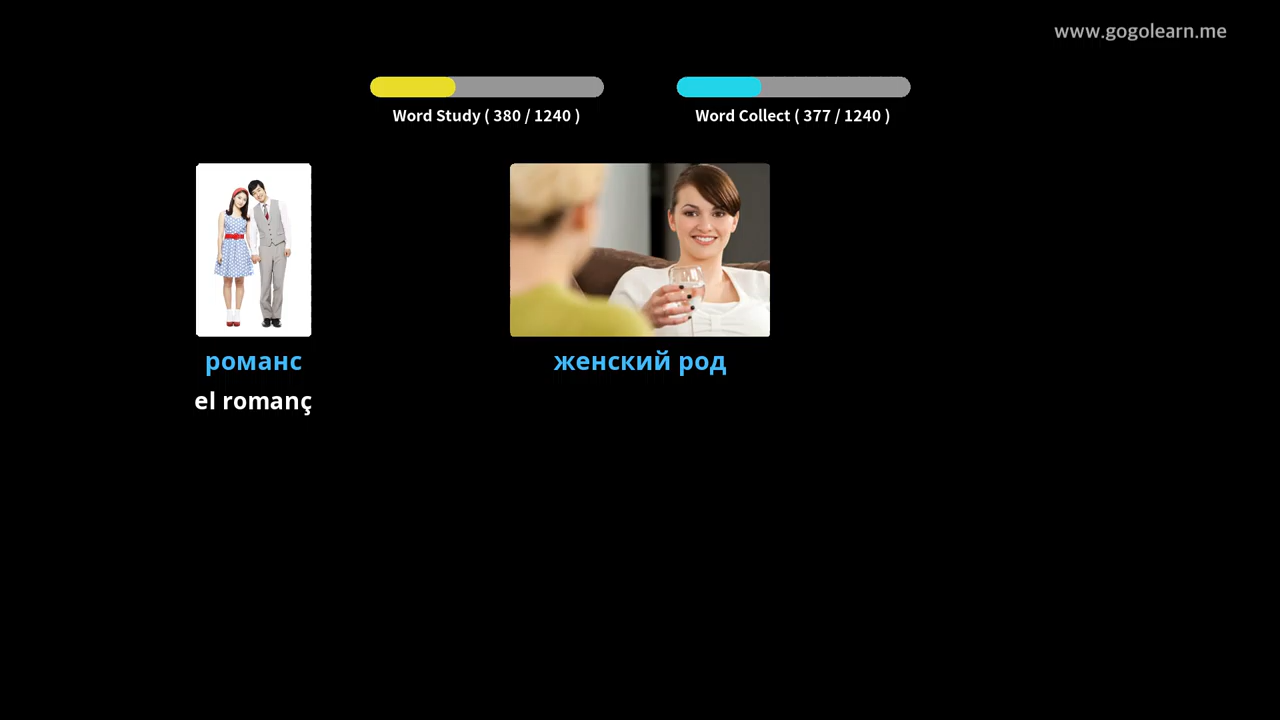 www.gogolearn.me
Word Study ( 380 / 1240 )
Word Collect ( 377 / 1240 )
романс
женский род
el romanç